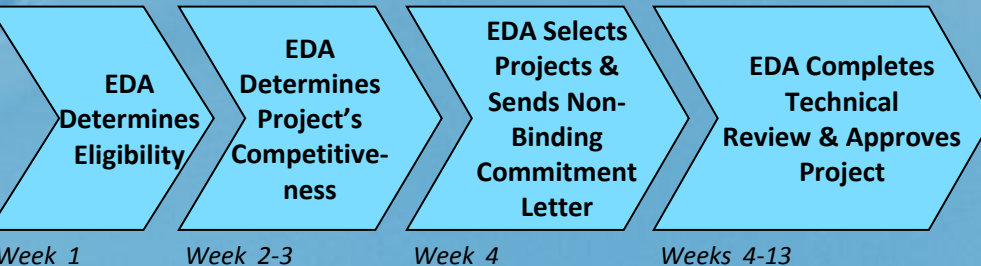 EDA
Determines
Eligibility
EDA
Determines
Project's
Competitive-
ness
EDA Selects
Projects &
Sends Non-
Binding
Commitment
Letter
EDA Completes
Technical
Review & Approves
Project
Week 1
Week 2-3
Week 4
Weeks 4-13